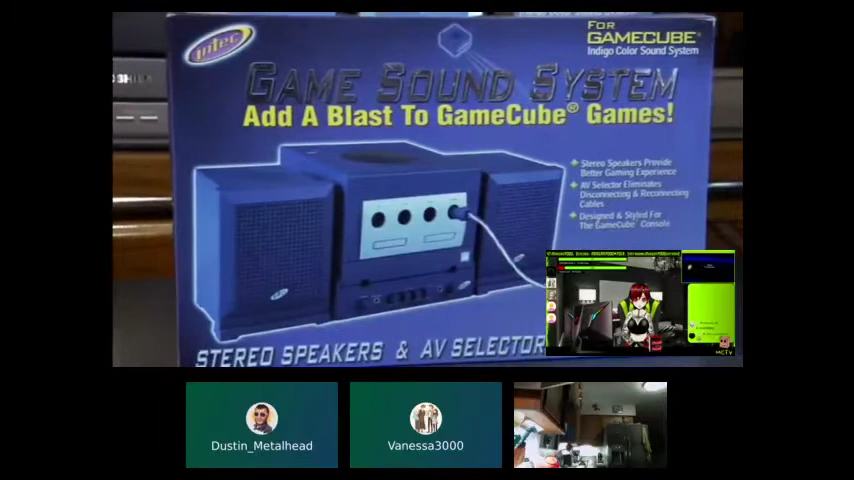 intec
FOR
GAMECUBE®
Indigo Color Sound System
GAME SOUND SYSTEM
Add A Blast To GameCube® Games!
Stereo Speakers Provide
Better Gaming Experience
AV Selector Eliminates
Disconnecting & Reconnecting
Cables
Designed & Styled For
The GameCube Console
STEREO SPEAKERS & AV SELECTOR
Dustin_Metalhead
Vanessa3000